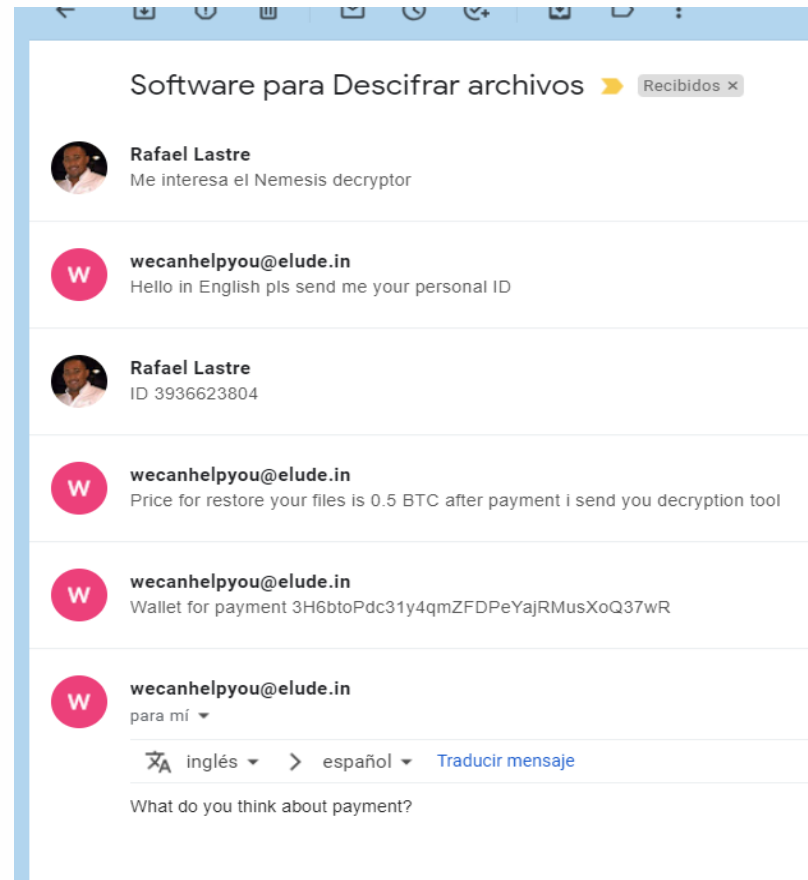 Software para Descifrar archivos Recibidos ×
Rafael Lastre
Me interesa el Nemesis decryptor
W
wecanhelpyou@elude.in
Hello in English pls send me your personal ID
Rafael Lastre
ID 3936623804
W
wecanhelpyou@elude.in
Price for restore your files is 0.5 BTC after payment i send you decryption tool
W
wecanhelpyou@elude.in
Wallet for payment 3H6btoPdc31y4qmZFDPeYajRMusXoQ37wR
W
wecanhelpyou@elude.in
para mí
inglés > español Traducir mensaje
What do you think about payment?